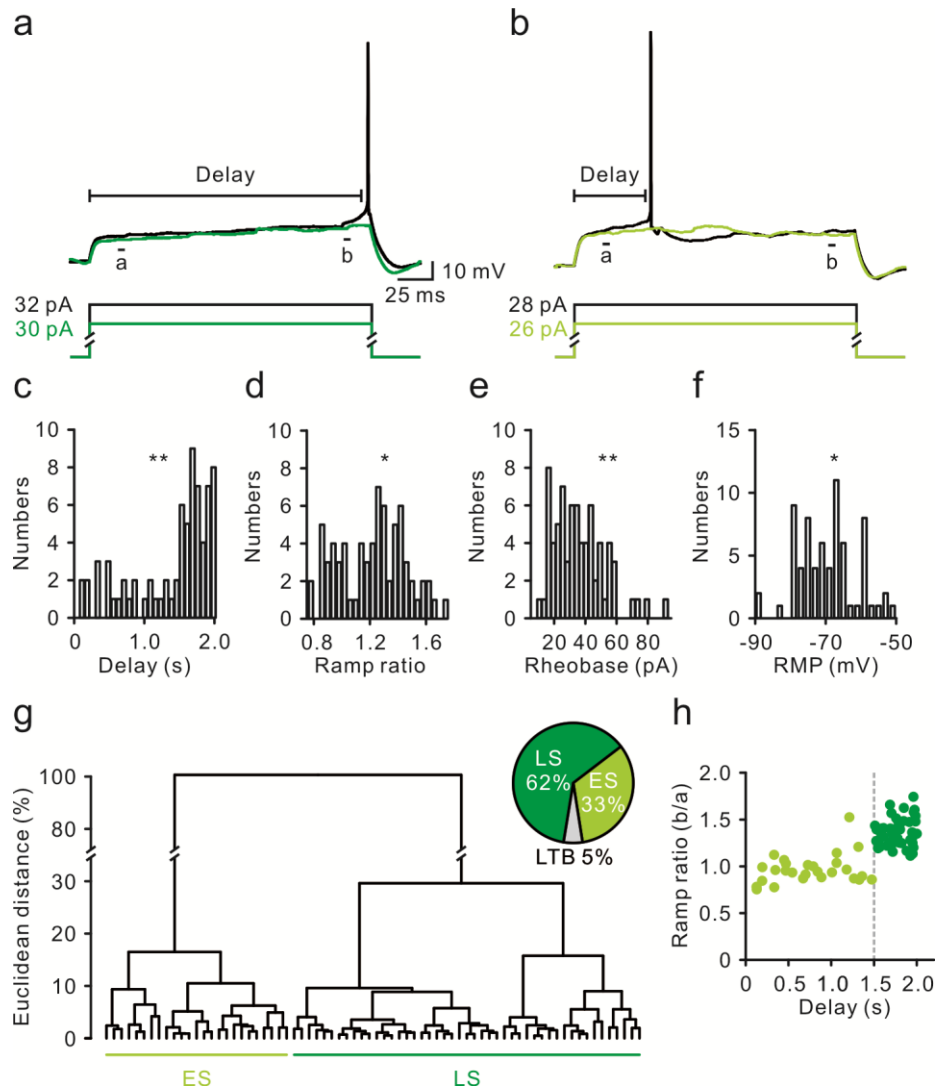 a
b
Delay
Delay
a
b
a
b
10 mV
25 ms
32 pA
30 pA
28 pA
26 pA
c
d
e
f
10
8
6
4
2
0
Numbers
**
0
1.0
2.0
Delay (s)
10
8
6
4
2
0
Numbers
*
0.8
1.2
1.6
Ramp ratio
10
8
6
4
2
0
Numbers
**
20
40
60
80
Rheobase (pA)
15
10
5
0
Numbers
*
-90
-70
-50
RMP (mV)
g
100
80
30
20
10
0
Euclidean distance (%)
LS
62%
ES
33%
LTB 5%
ES
LS
h
2.0
1.5
1.0
0.5
0
Ramp ratio (b/a)
0
0.5
1.0
1.5
2.0
Delay (s)